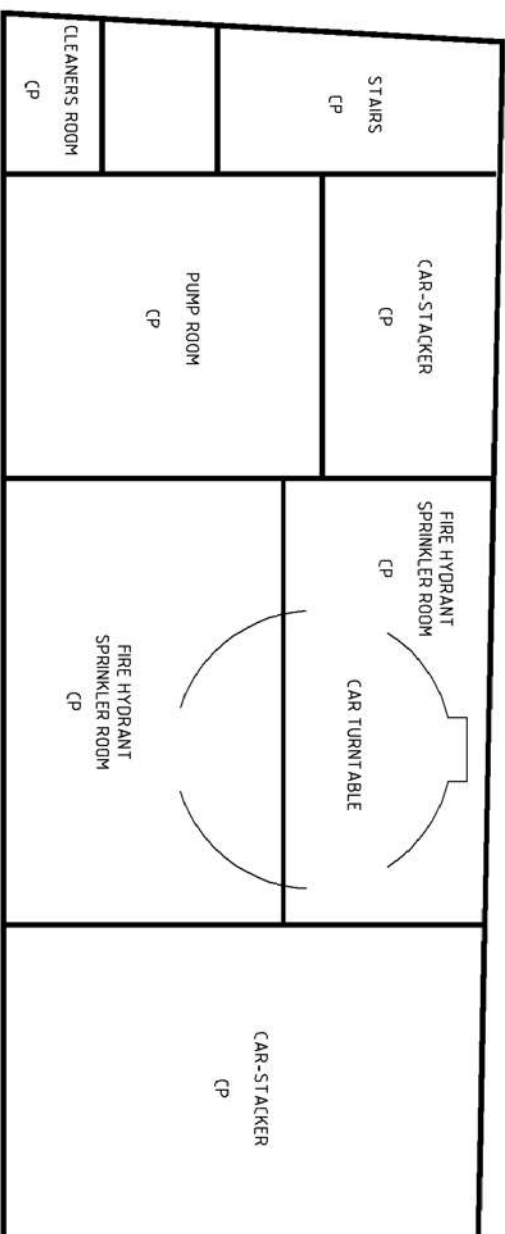 CLEANERS ROOM
CP
STAIRS
CP
PUMP ROOM
CP
CAR-STACKER
CP
FIRE HYDRANT
SPRINKLER ROOM
CP
CAR TURNTABLE
FIRE HYDRANT
SPRINKLER ROOM
CP
CAR-STACKER
CP